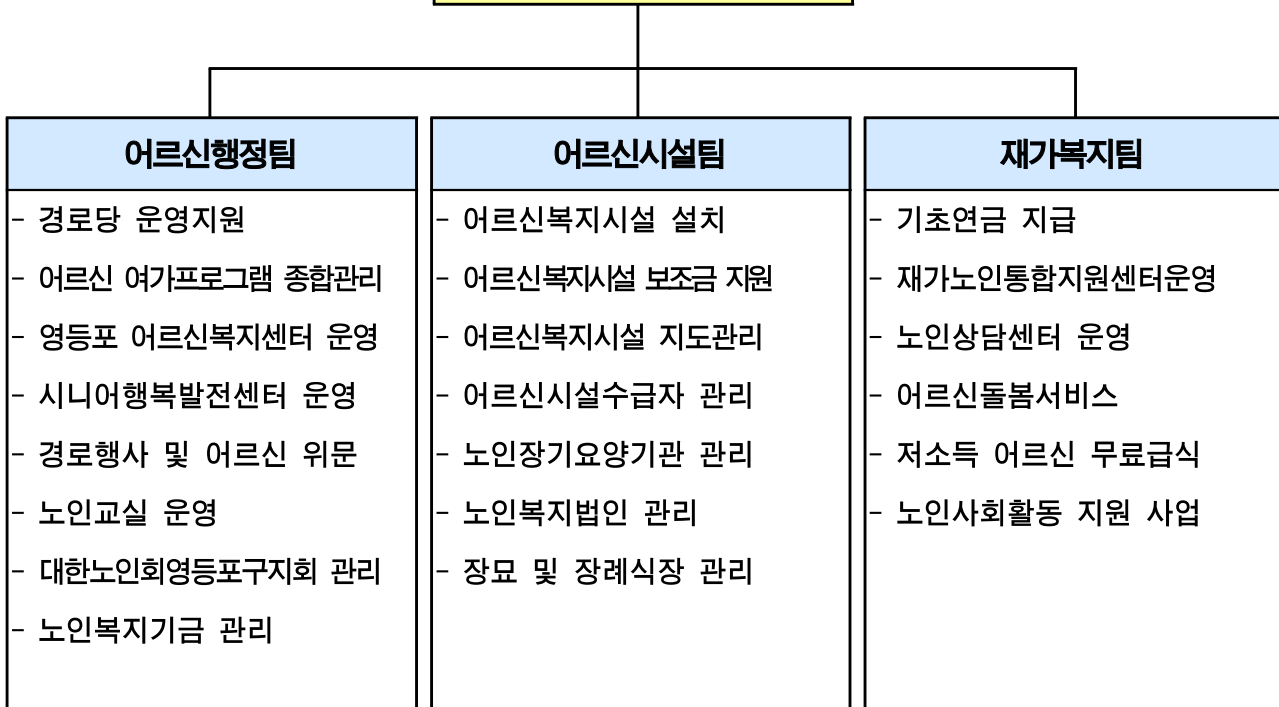 어르신행정팀
- 경로당 운영지원
- 어르신 여가프로그램 종합관리
- 영등포 어르신복지센터 운영
- 시니어행복발전센터 운영
- 경로행사 및 어르신 위문
- 노인교실 운영
- 대한노인회영등포구지회 관리
- 노인복지기금 관리
어르신시설팀
- 어르신복지시설 설치
- 어르신복지시설 보조금 지원
- 어르신복지시설 지도관리
- 어르신시설수급자 관리
- 노인장기요양기관 관리
- 노인복지법인 관리
- 장묘 및 장례식장 관리
재가복지팀
- 기초연금 지급
- 재가노인통합지원센터운영
- 노인상담센터 운영
- 어르신돌봄서비스
- 저소득 어르신 무료급식
- 노인사회활동 지원 사업